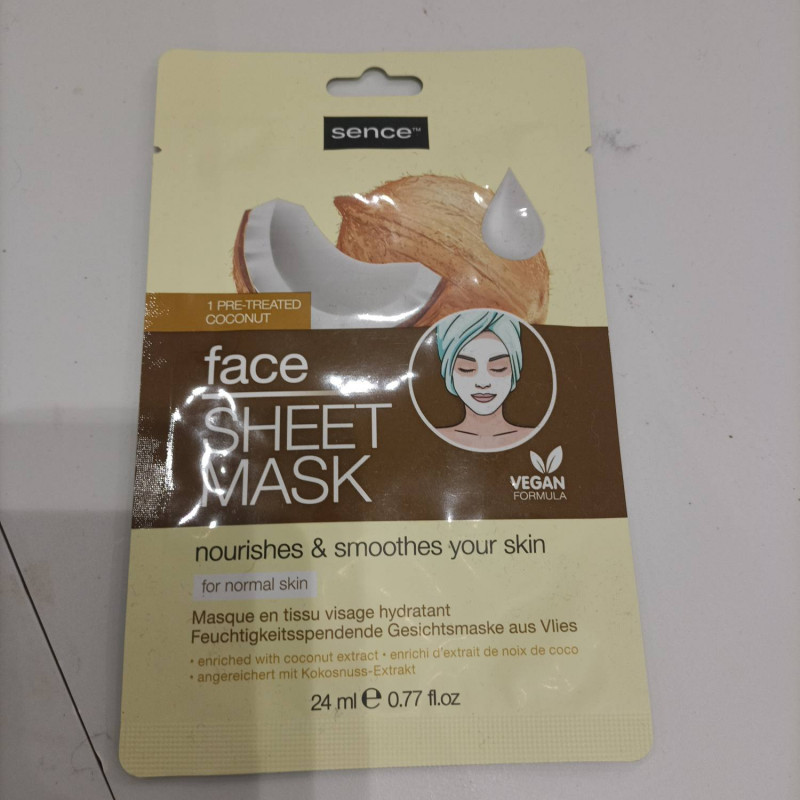 sence™
1 PRE-TREATED
COCONUT
face
SHEET
MASK
VEGAN
FORMULA
nourishes & smoothes your skin
for normal skin
Masque en tissu visage hydratant
Feuchtigkeitsspendende Gesichtsmaske aus Vlies
• enriched with coconut extract • enrichi d'extrait de noix de coco
• angereichert mit Kokosnuss-Extrakt
24 ml ℮ 0.77 fl.oz